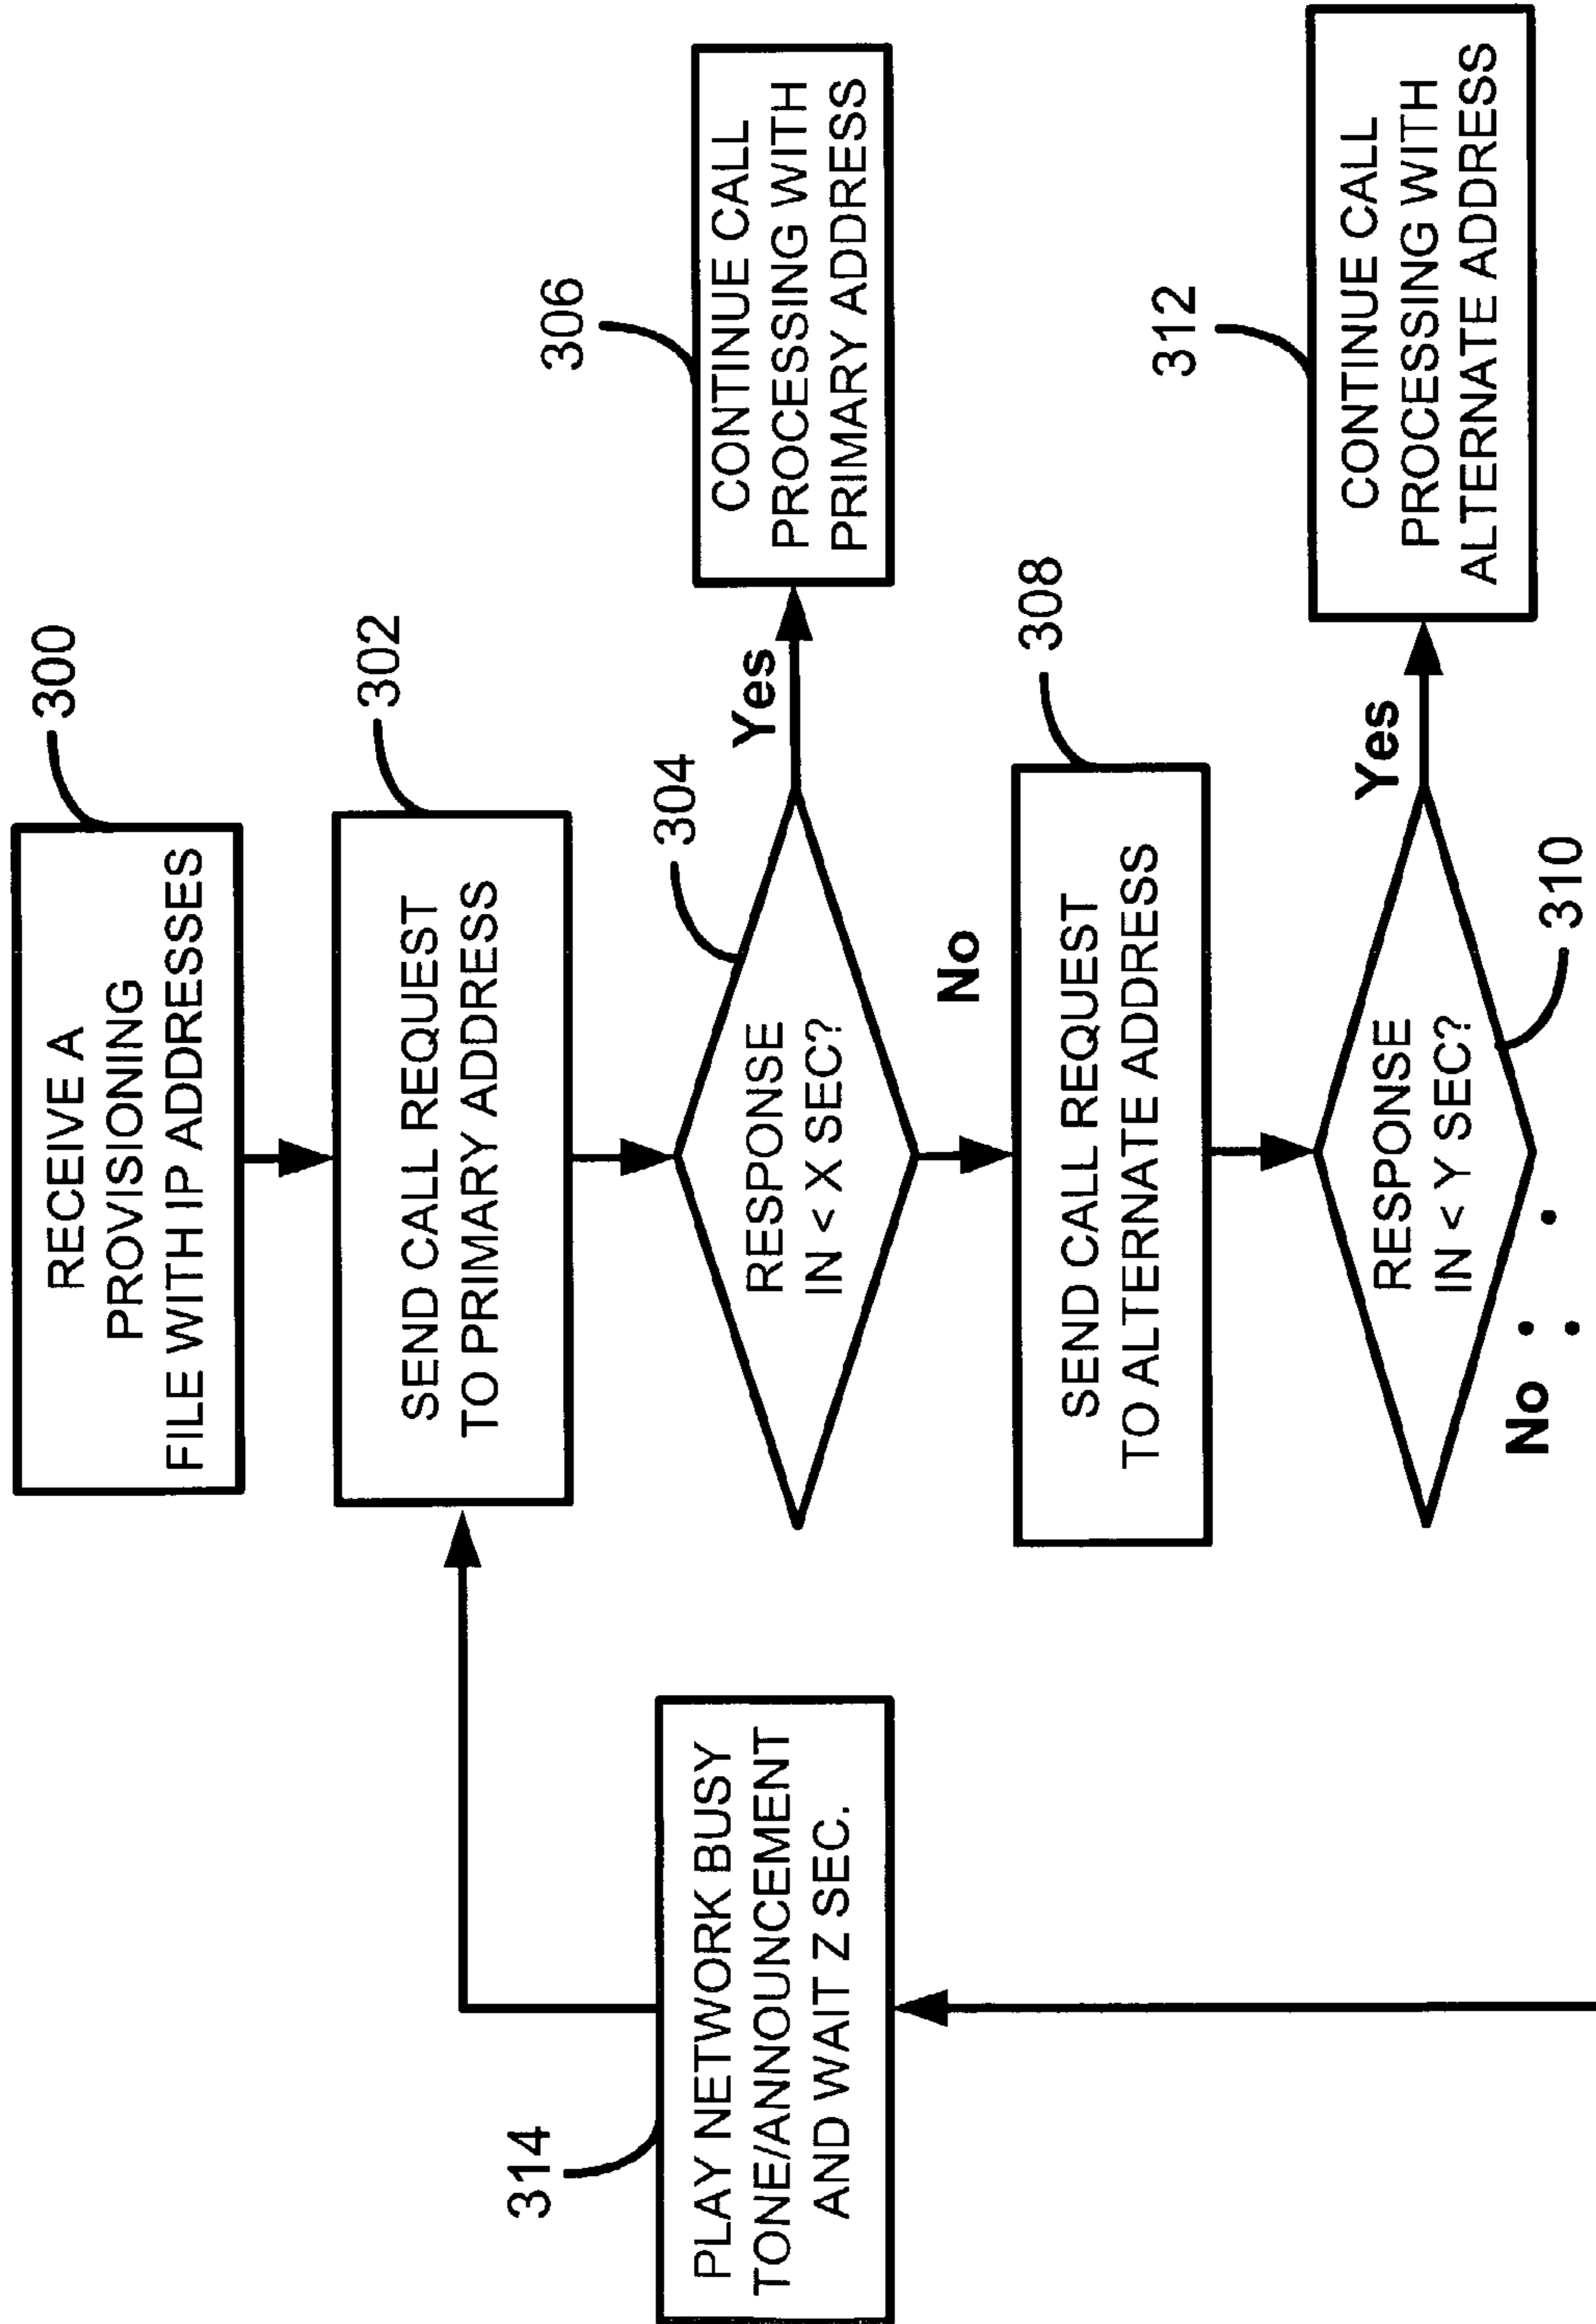 300
RECEIVE A
PROVISIONING
FILE WITH IP ADDRESSES
302
SEND CALL REQUEST
TO PRIMARY ADDRESS
304
RESPONSE
IN < X SEC?
Yes
306
CONTINUE CALL
PROCESSING WITH
PRIMARY ADDRESS
No
308
SEND CALL REQUEST
TO ALTERNATE ADDRESS
RESPONSE
IN < Y SEC?
310
Yes
312
CONTINUE CALL
PROCESSING WITH
ALTERNATE ADDRESS
No
314
PLAY NETWORK BUSY
TONE/ANNOUNCEMENT
AND WAIT Z SEC.